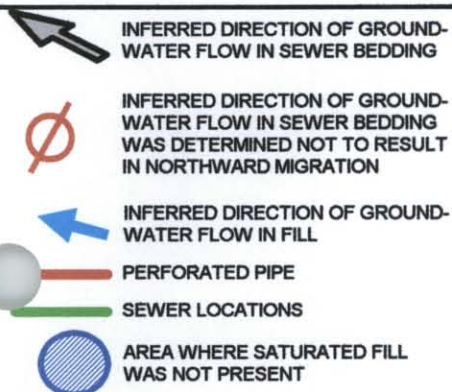 INFERRED DIRECTION OF GROUND-
WATER FLOW IN SEWER BEDDING
INFERRED DIRECTION OF GROUND-
WATER FLOW IN SEWER BEDDING
WAS DETERMINED NOT TO RESULT
IN NORTHWARD MIGRATION
INFERRED DIRECTION OF GROUND-
WATER FLOW IN FILL
PERFORATED PIPE
SEWER LOCATIONS
AREA WHERE SATURATED FILL
WAS NOT PRESENT